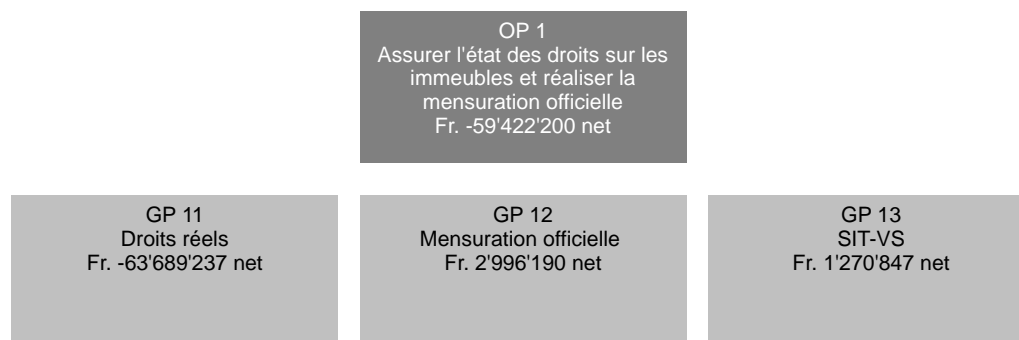 OP 1
Assurer l'état des droits sur les
immeubles et réaliser la
mensuration officielle
Fr. -59'422'200 net
GP 11
Droits réels
Fr. -63'689'237 net
GP 12
Mensuration officielle
Fr. 2'996'190 net
GP 13
SIT-VS
Fr. 1'270'847 net